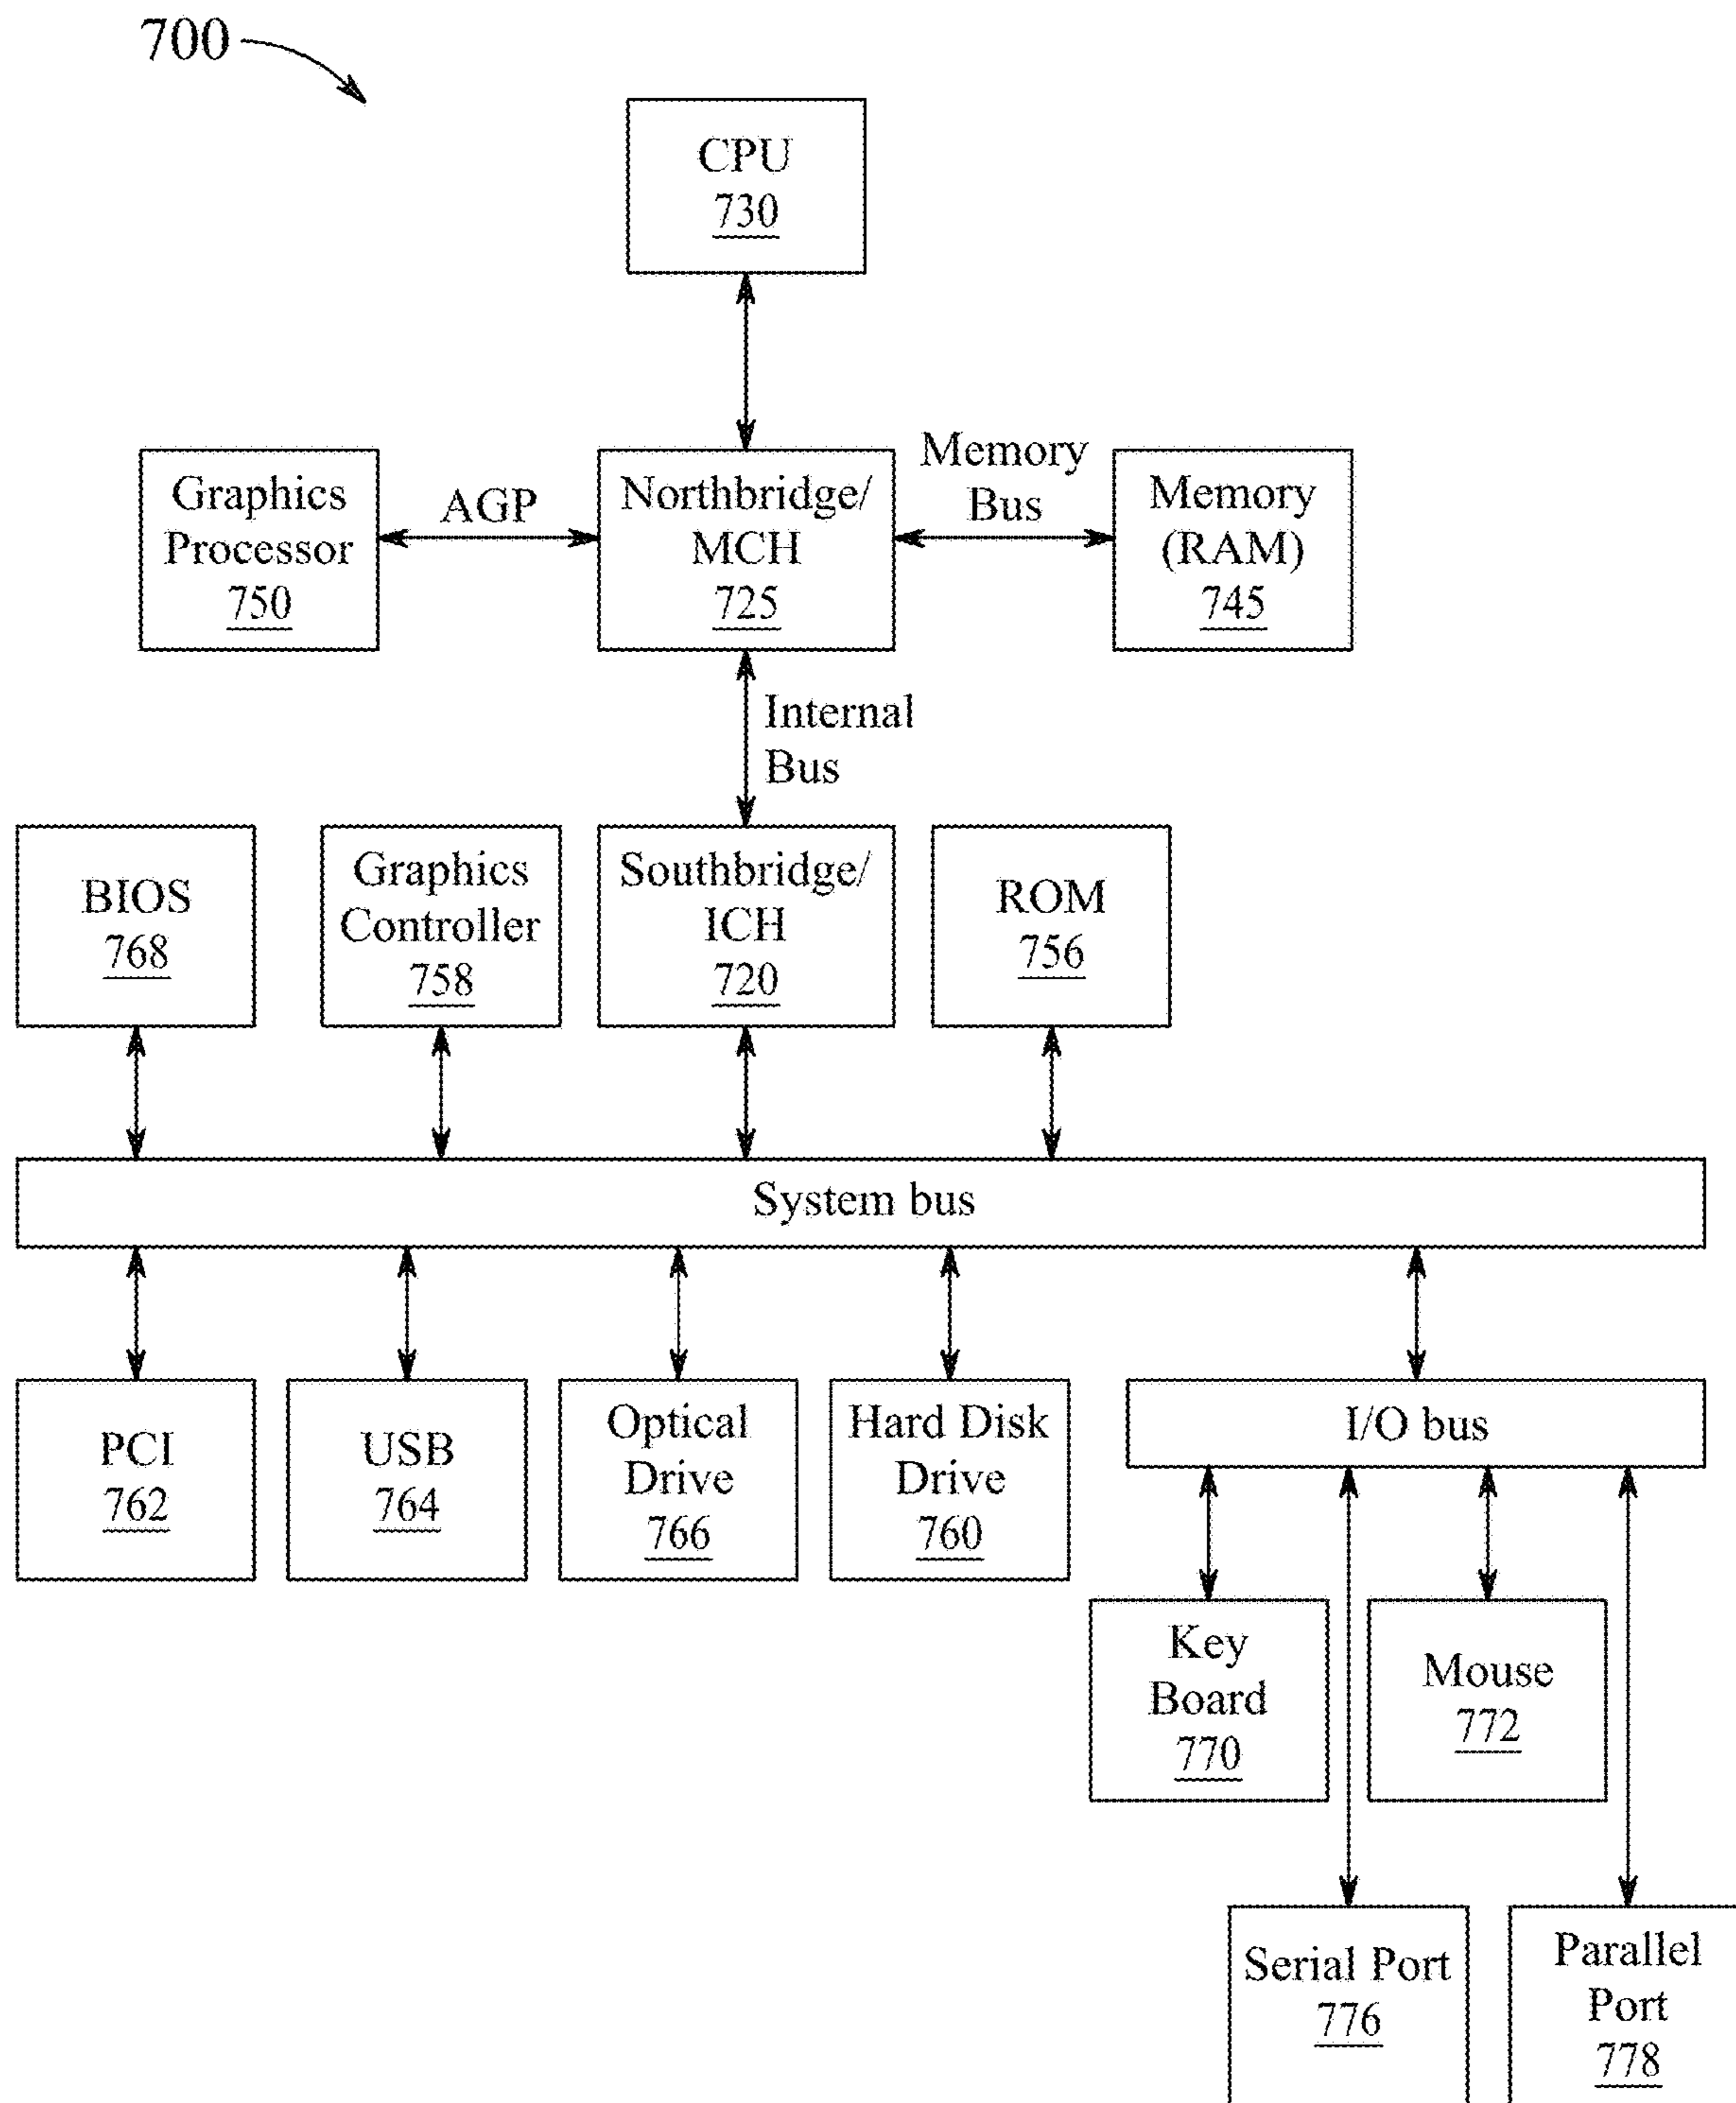 700
CPU
730
Graphics
Processor
750
AGP
Northbridge/
MCH
725
Memory
Bus
Memory
(RAM)
745
Internal
Bus
BIOS
768
Graphics
Controller
758
Southbridge/
ICH
720
ROM
756
System bus
PCI
762
USB
764
Optical
Drive
766
Hard Disk
Drive
760
I/O bus
Key
Board
770
Mouse
772
Serial Port
776
Parallel
Port
778